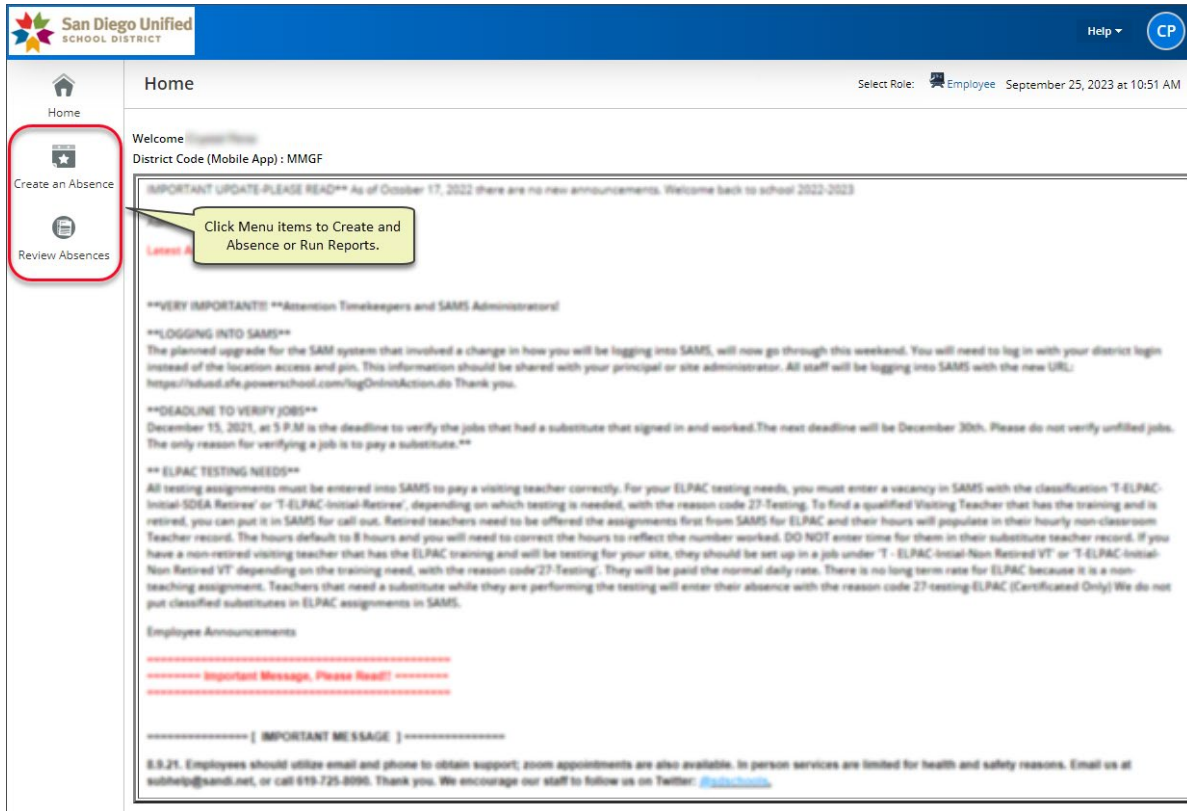 San Diego Unified
SCHOOL DISTRICT
Help
CP
Home
Home
Select Role: Employee September 25, 2023 at 10:51 AM
Welcome
District Code (Mobile App) : MMGF
Create an Absence
Review Absences
IMPORTANT UPDATE-PLEASE READ** As of October 17, 2022 there are no new announcements. Welcome back to school 2022-2023
Click Menu items to Create and
Absence or Run Reports.
Latest
**VERY IMPORTANT!!! **Attention Timekeepers and SAMS Administrators!
**LOGGING INTO SAMS**
The planned upgrade for the SAM system that involved a change in how you will be logging into SAMS, will now go through this weekend. You will need to log in with your district login
instead of the location access and pin. This information should be shared with your principal or site administrator. All staff will be logging into SAMS with the new URL:
https://sdusd.sfe.powerschool.com/logOnInitAction.do Thank you.
**DEADLINE TO VERIFY JOBS**
December 15, 2021, at 5 P.M is the deadline to verify the jobs that had a substitute that signed in and worked.The next deadline will be December 30th. Please do not verify unfilled jobs.
The only reason for verifying a job is to pay a substitute.**
** ELPAC TESTING NEEDS**
All testing assignments must be entered into SAMS to pay a visiting teacher correctly. For your ELPAC testing needs, you must enter a vacancy in SAMS with the classification 'T-ELPAC-
Initial-SDEA Retiree' or 'T-ELPAC-Initial-Retiree', depending on which testing is needed, with the reason code 27-Testing. To find a qualified Visiting Teacher that has the training and is
retired, you can put it in SAMS for call out. Retired teachers need to be offered the assignments first from SAMS for ELPAC and their hours will populate in their hourly non-classroom
Teacher record. The hours default to 8 hours and you will need to correct the hours to reflect the number worked. DO NOT enter time for them in their substitute teacher record. If you
have a non-retired visiting teacher that has the ELPAC training and will be testing for your site, they should be set up in a job under 'T - ELPAC-Intial-Non Retired VT' or 'T-ELPAC-Initial-
Non Retired VT' depending on the training need, with the reason code'27-Testing'. They will be paid the normal daily rate. There is no long term rate for ELPAC because it is a non-
teaching assignment. Teachers that need a substitute while they are performing the testing will enter their absence with the reason code 27-testing-ELPAC (Certificated Only) We do not
put classified substitutes in ELPAC assignments in SAMS.
Employee Announcements
Important Message, Please Read!!
[ IMPORTANT MESSAGE ]
8.9.21. Employees should utilize email and phone to obtain support; zoom appointments are also available. In person services are limited for health and safety reasons. Email us at
subhelp@sandi.net, or call 619-725-8090. Thank you. We encourage our staff to follow us on Twitter: @sdschools.